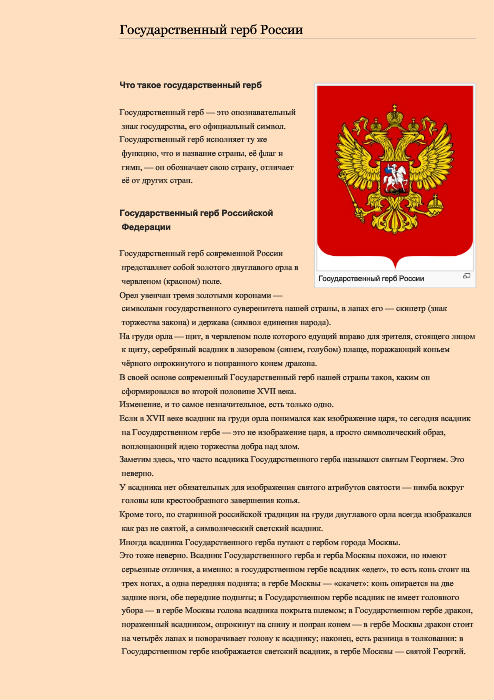 Государственный герб России
Что такое государственный герб
Государственный герб — это опознавательный
знак государства, его официальный символ.
Государственный герб исполняет ту же
функцию, что и название страны, её флаг и
гимн, — он обозначает свою страну, отличает
её от других стран.
Государственный герб Российской
Федерации
Государственный герб современной России
представляет собой золотого двуглавого орла в
червленом (красном) поле.
Государственный герб России
Орел увенчан тремя золотыми коронами —
символами государственного суверенитета нашей страны, в лапах его — скипетр (знак
торжества закона) и держава (символ единения народа).
На груди орла — щит, в червленом поле которого едущий вправо для зрителя, стоящего лицом
к щиту, серебряный всадник в лазоревом (синем, голубом) плаще, поражающий копьем
чёрного опрокинутого и попранного конем дракона.
В своей основе современный Государственный герб нашей страны таков, каким он
сформировался во второй половине XVII века.
Изменение, и то самое незначительное, есть только одно.
Если в XVII веке всадник на груди орла понимался как изображение царя, то сегодня всадник
на Государственном гербе — это не изображение царя, а просто символический образ,
воплощающий идею торжества добра над злом.
Заметим здесь, что часто всадника Государственного герба называют святым Георгием. Это
неверно.
У всадника нет обязательных для изображения святого атрибутов святости — нимба вокруг
головы или крестообразного завершения копья.
Кроме того, по старинной российской традиции на груди двуглавого орла всегда изображался
как раз не святой, а символический светский всадник.
Иногда всадника Государственного герба путают с гербом города Москвы.
Это тоже неверно. Всадник Государственного герба и герба Москвы похожи, но имеют
серьезные отличия, а именно: в государственном гербе всадник «едет», то есть конь стоит на
трех ногах, а одна передняя поднята; в гербе Москвы — «скачет»: конь опирается на две
задние ноги, обе передние подняты; в Государственном гербе всадник не имеет головного
убора — в гербе Москвы голова всадника покрыта шлемом; в Государственном гербе дракон,
пораженный всадником, опрокинут на спину и попран конем — в гербе Москвы дракон стоит
на четырёх лапах и поворачивает голову к всаднику; наконец, есть разница в толковании: в
Государственном гербе изображается светский всадник, в гербе Москвы — святой Георгий.